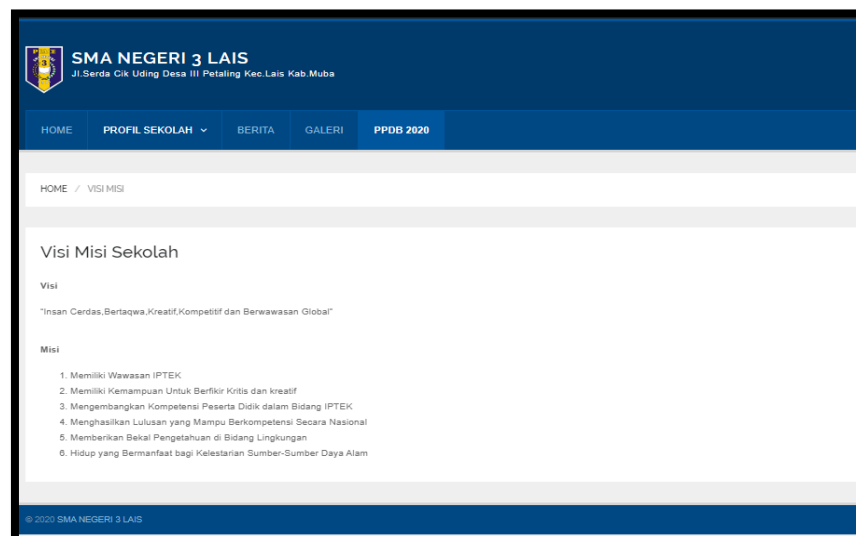 SMA NEGERI 3 LAIS
Jl.Serda Cik Uding Desa III Petaling Kec.Lais Kab.Muba
HOME PROFIL SEKOLAH BERITA GALERI PPDB 2020
HOME / VISI MISI
Visi Misi Sekolah
Visi
"Insan Cerdas,Bertaqwa,Kreatif,Kompetitif dan Berwawasan Global"
Misi
1. Memiliki Wawasan IPTEK
2. Memiliki Kemampuan Untuk Berfikir Kritis dan kreatif
3. Mengembangkan Kompetensi Peserta Didik dalam Bidang IPTEK
4. Menghasilkan Lulusan yang Mampu Berkompetensi Secara Nasional
5. Memberikan Bekal Pengetahuan di Bidang Lingkungan
6. Hidup yang Bermanfaat bagi Kelestarian Sumber-Sumber Daya Alam
© 2020 SMA NEGERI 3 LAIS